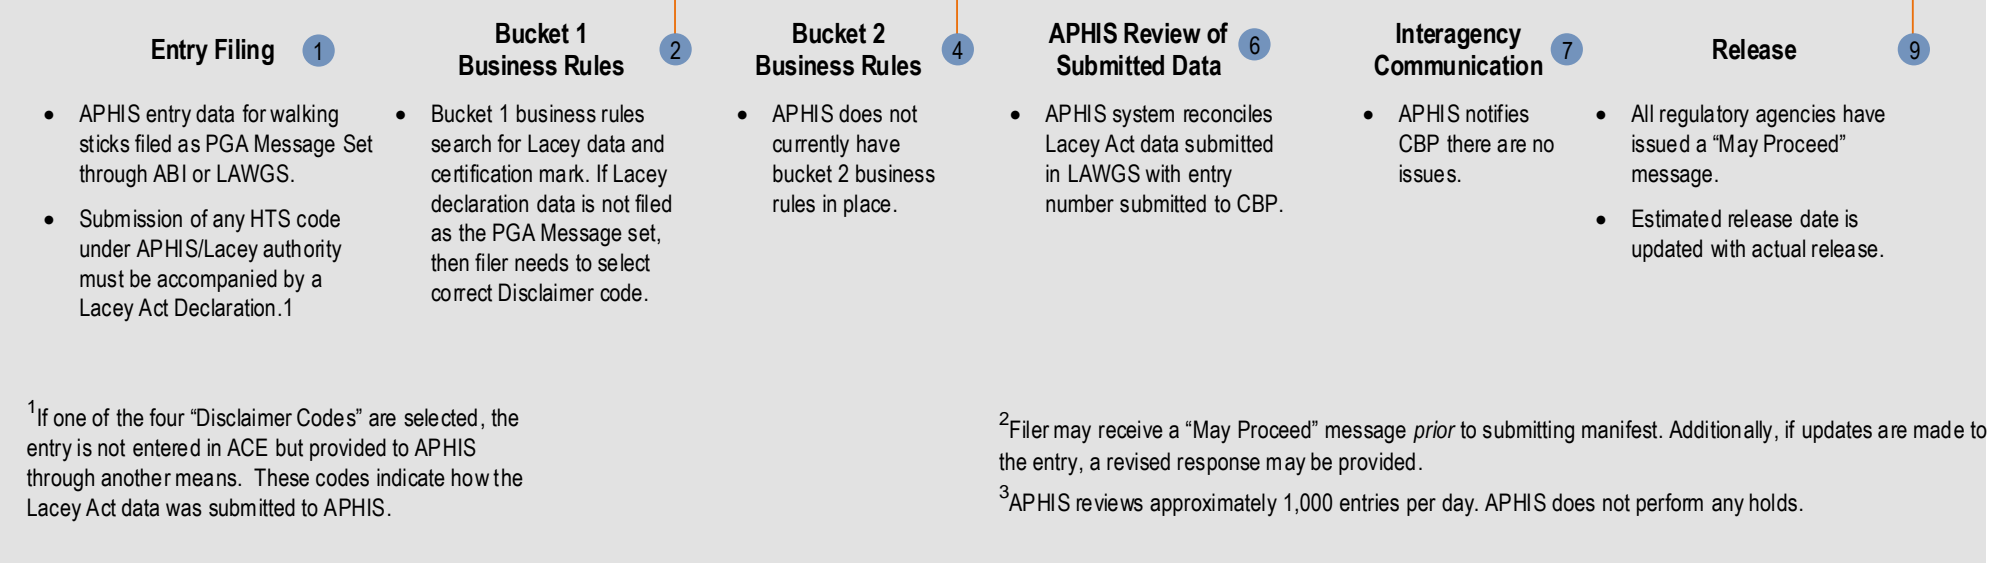 Entry Filing 1
• APHIS entry data for walking
sticks filed as PGA Message Set
through ABI or LAWGS.
• Submission of any HTS code
under APHIS/Lacey authority
must be accompanied by a
Lacey Act Declaration.1
Bucket 1
Business Rules 2
• Bucket 1 business rules
search for Lacey data and
certification mark. If Lacey
declaration data is not filed
as the PGA Message set,
then filer needs to select
correct Disclaimer code.
Bucket 2
Business Rules 4
• APHIS does not
currently have
bucket 2 business
rules in place.
APHIS Review of
Submitted Data 6
• APHIS system reconciles
Lacey Act data submitted
in LAWGS with entry
number submitted to CBP.
Interagency
Communication 7
• APHIS notifies
CBP there are no
issues.
Release 9
• All regulatory agencies have
issued a “May Proceed”
message.
• Estimated release date is
updated with actual release.
1If one of the four “Disclaimer Codes” are selected, the
entry is not entered in ACE but provided to APHIS
through another means. These codes indicate how the
Lacey Act data was submitted to APHIS.
2Filer may receive a “May Proceed” message prior to submitting manifest. Additionally, if updates are made to
the entry, a revised response may be provided.
3APHIS reviews approximately 1,000 entries per day. APHIS does not perform any holds.